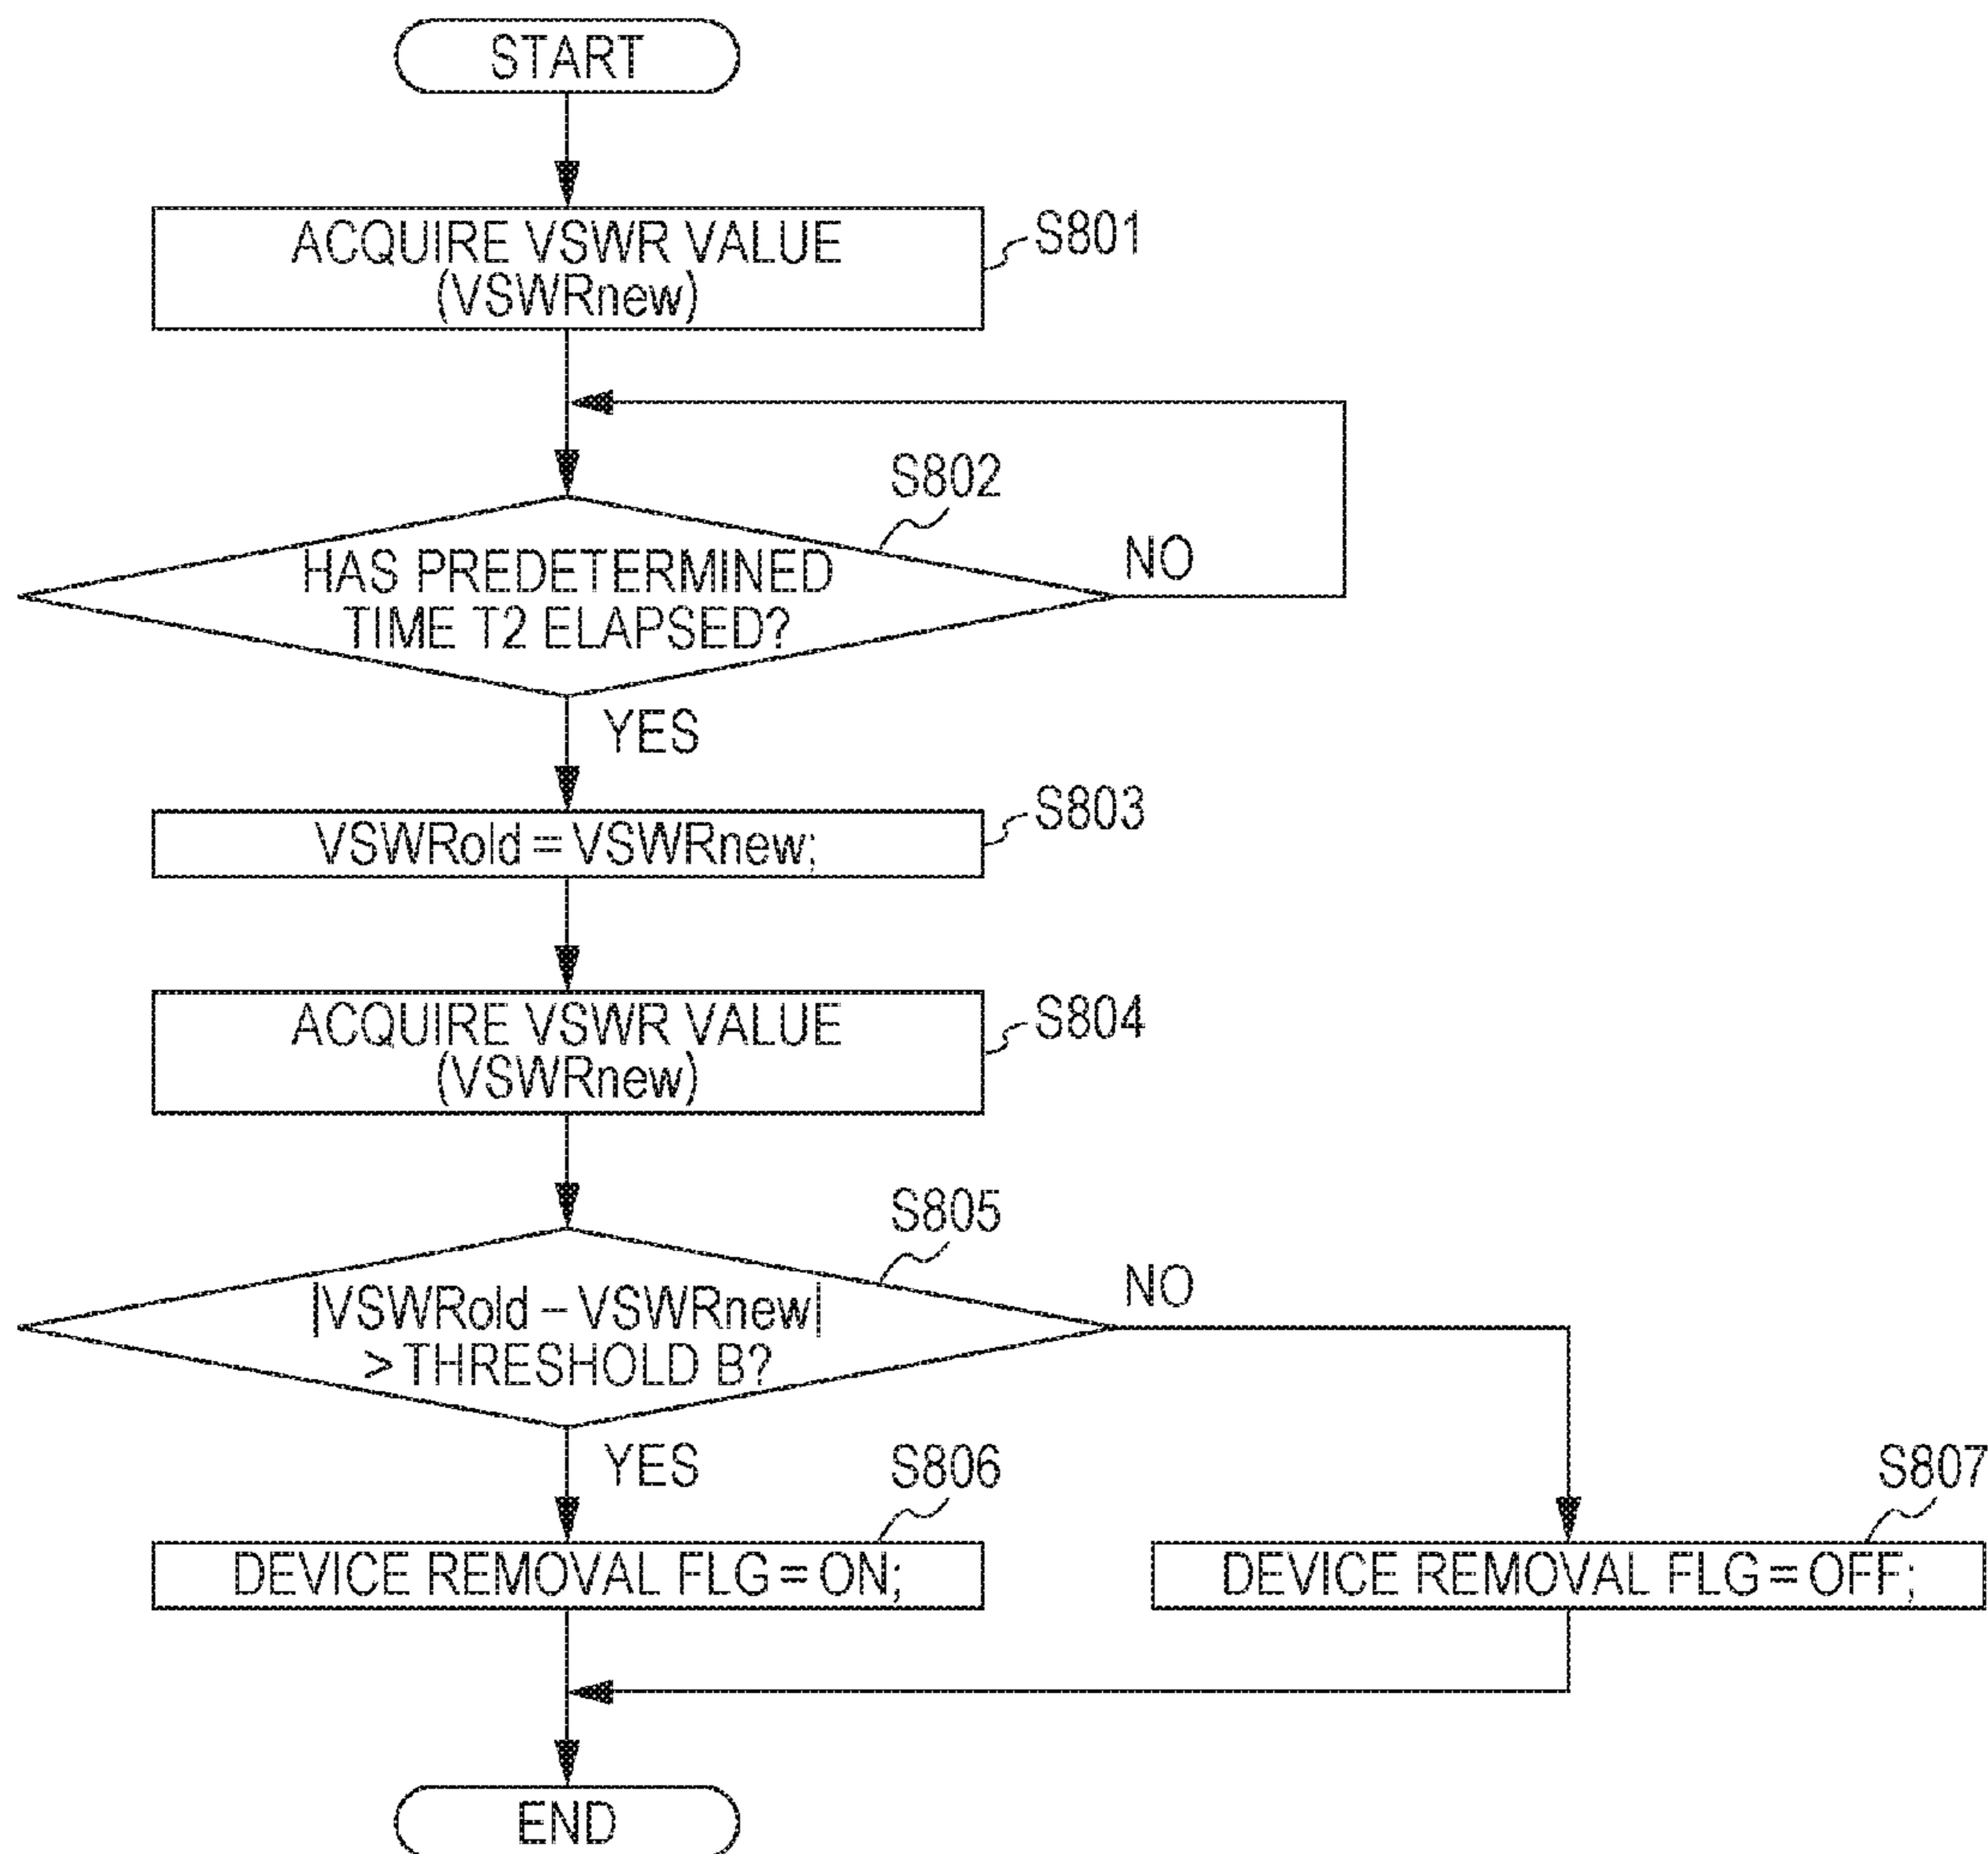 START
ACQUIRE VSWR VALUE
(VSWRnew)
S801
S802
HAS PREDETERMINED
TIME T2 ELAPSED?
NO
YES
VSWRold = VSWRnew;
S803
ACQUIRE VSWR VALUE
(VSWRnew)
S804
S805
|VSWRold – VSWRnew|
> THRESHOLD B?
NO
YES
S806
S807
DEVICE REMOVAL FLG = ON;
DEVICE REMOVAL FLG = OFF;
END